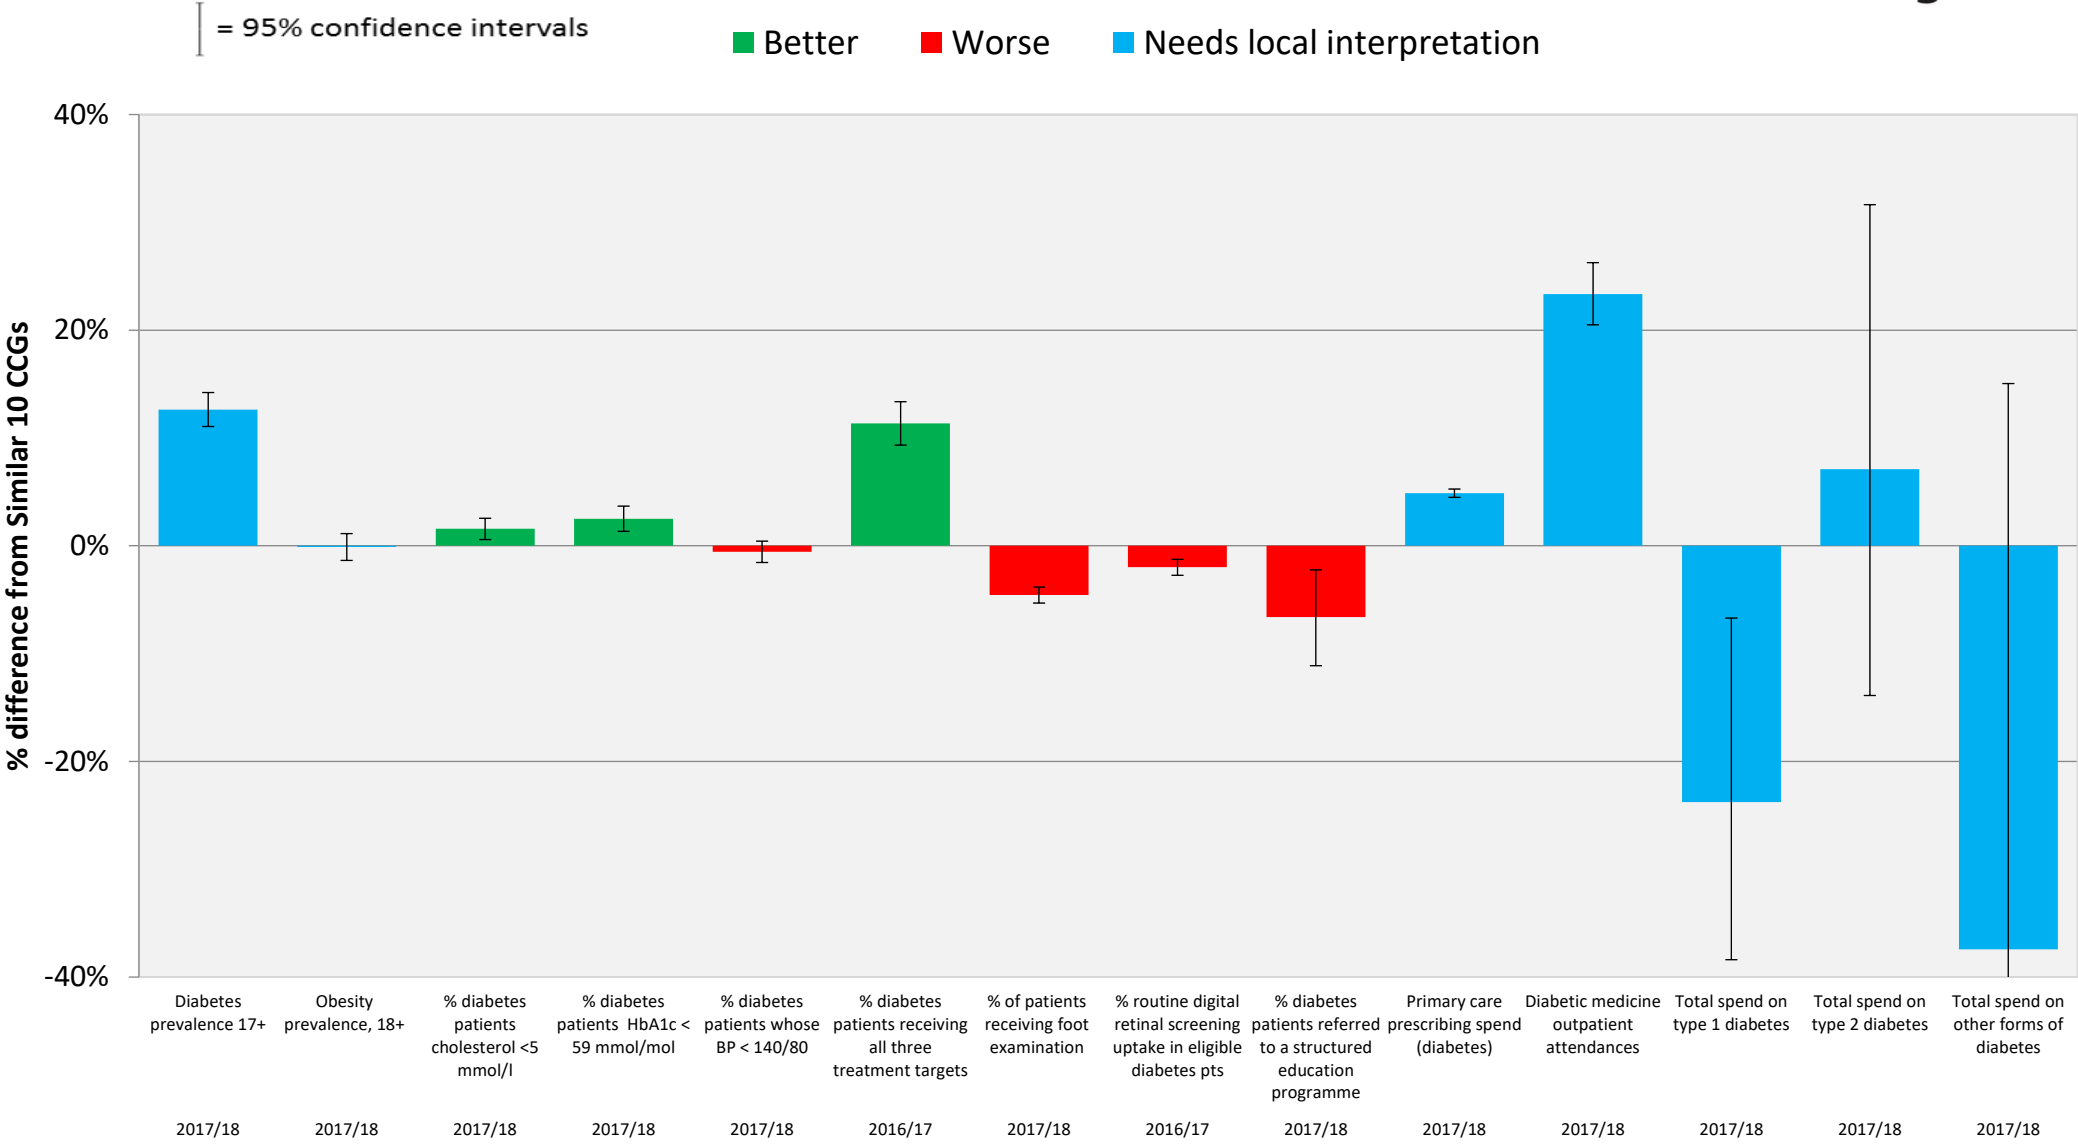 = 95% confidence intervals
Better
Worse
Needs local interpretation
% difference from Similar 10 CCGs
40%
20%
0%
-20%
-40%
Diabetes
prevalence 17+
2017/18
Obesity
prevalence, 18+
2017/18
% diabetes
patients
cholesterol <5
mmol/l
2017/18
% diabetes
patients HbA1c <
59 mmol/mol
2017/18
% diabetes
patients whose
BP < 140/80
2017/18
% diabetes
patients receiving
all three
treatment targets
2016/17
% of patients
receiving foot
examination
2017/18
% routine digital
retinal screening
uptake in eligible
diabetes pts
2016/17
% diabetes
patients referred
to a structured
education
programme
2017/18
Primary care
prescribing spend
(diabetes)
2017/18
Diabetic medicine
outpatient
attendances
2017/18
Total spend on
type 1 diabetes
2017/18
Total spend on
type 2 diabetes
2017/18
Total spend on
other forms of
diabetes
2017/18